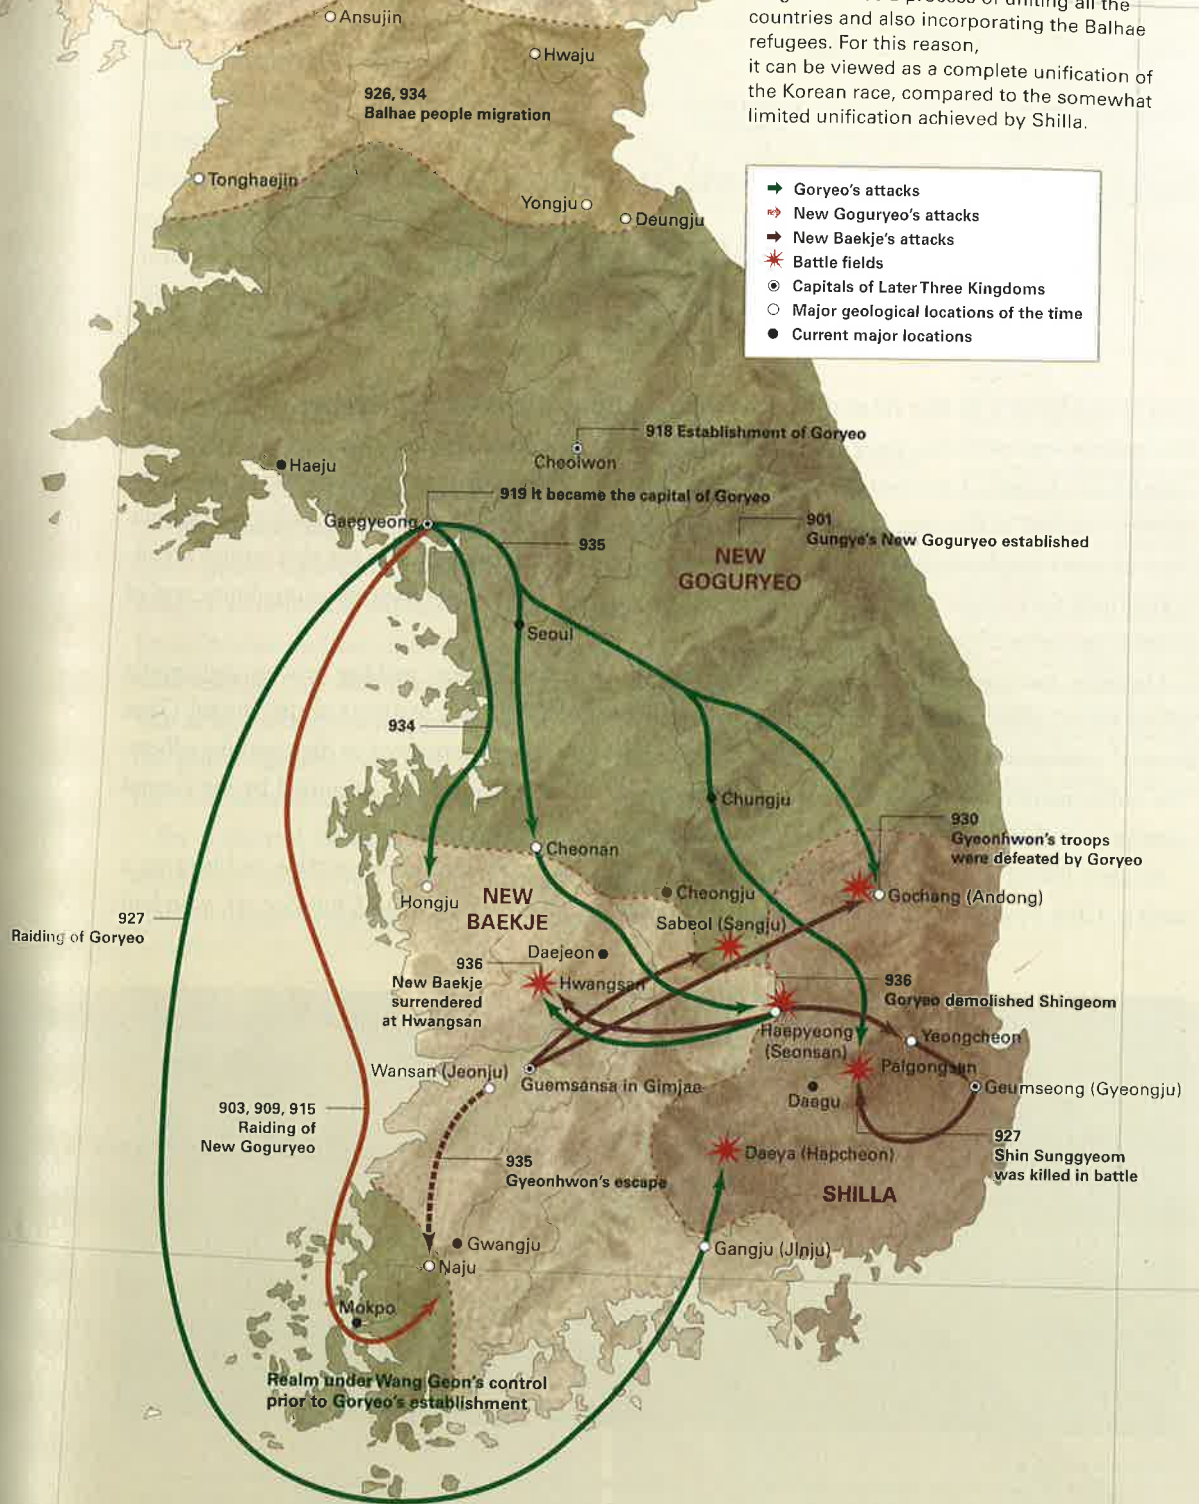 countries and also incorporating the Balhae
refugees. For this reason,
it can be viewed as a complete unification of
the Korean race, compared to the somewhat
limited unification achieved by Shilla.
Goryeo's attacks
New Goguryeo's attacks
New Baekje's attacks
Battle fields
Capitals of Later Three Kingdoms
Major geological locations of the time
Current major locations
Ansujin
Hwaju
926, 934
Balhae people migration
Tonghaejin
Yongju
Deungju
918 Establishment of Goryeo
Cheolwon
Haeju
919 It became the capital of Goryeo
Gaegyeong
901
Gungye's New Goguryeo established
935
NEW
GOGURYEO
Seoul
934
Chungju
930
Gyeonhwon's troops
were defeated by Goryeo
Cheonan
Hongju
NEW
BAEKJE
Cheongju
Gochang (Andong)
Sabeol (Sangju)
927
Raiding of Goryeo
Daejeon
936
New Baekje
surrendered
at Hwangsan
Hwangsan
936
Goryeo demolished Shingeom
Haepyeong
(Seonsan)
Yeongcheon
Palgongsan
Wansan (Jeonju)
Guemsansa in Gimjae
Daegu
Geumseong (Gyeongju)
903, 909, 915
Raiding of
New Goguryeo
927
Shin Sunggyeom
was killed in battle
935
Gyeonhwon's escape
Daeya (Hapcheon)
SHILLA
Gwangju
Naju
Gangju (JInju)
Mokpo
Realm under Wang Geon's control
prior to Goryeo's establishment